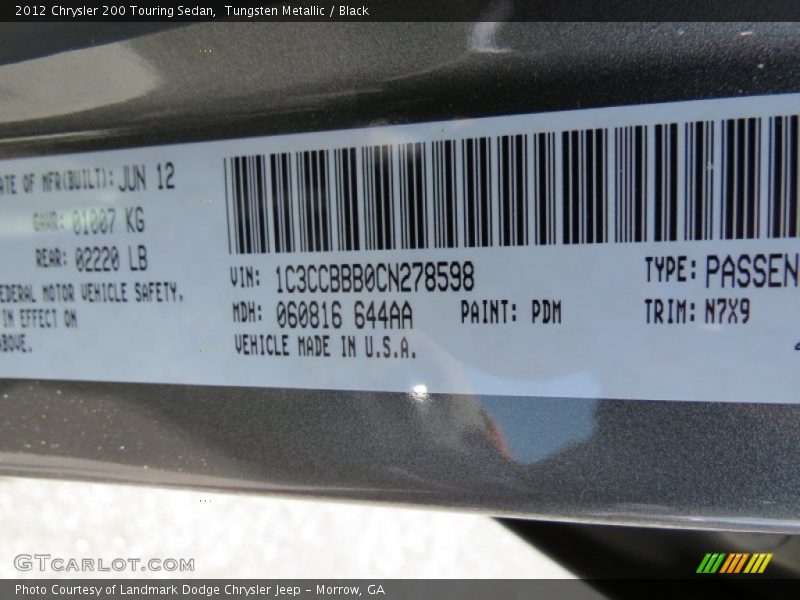 2012 Chrysler 200 Touring Sedan, Tungsten Metallic / Black
ATE OF MFR(BUILT): JUN 12
GAWR: 01007 KG
REAR: 02220 LB
EDERAL MOTOR VEHICLE SAFETY,
IN EFFECT ON
ABOVE.
VIN: 1C3CCBBB0CN278598
TYPE: PASSEN
MDH: 060816 644AA
PAINT: PDM
TRIM: N7X9
VEHICLE MADE IN U.S.A.
GTCARLOT.COM
Photo Courtesy of Landmark Dodge Chrysler Jeep - Morrow, GA